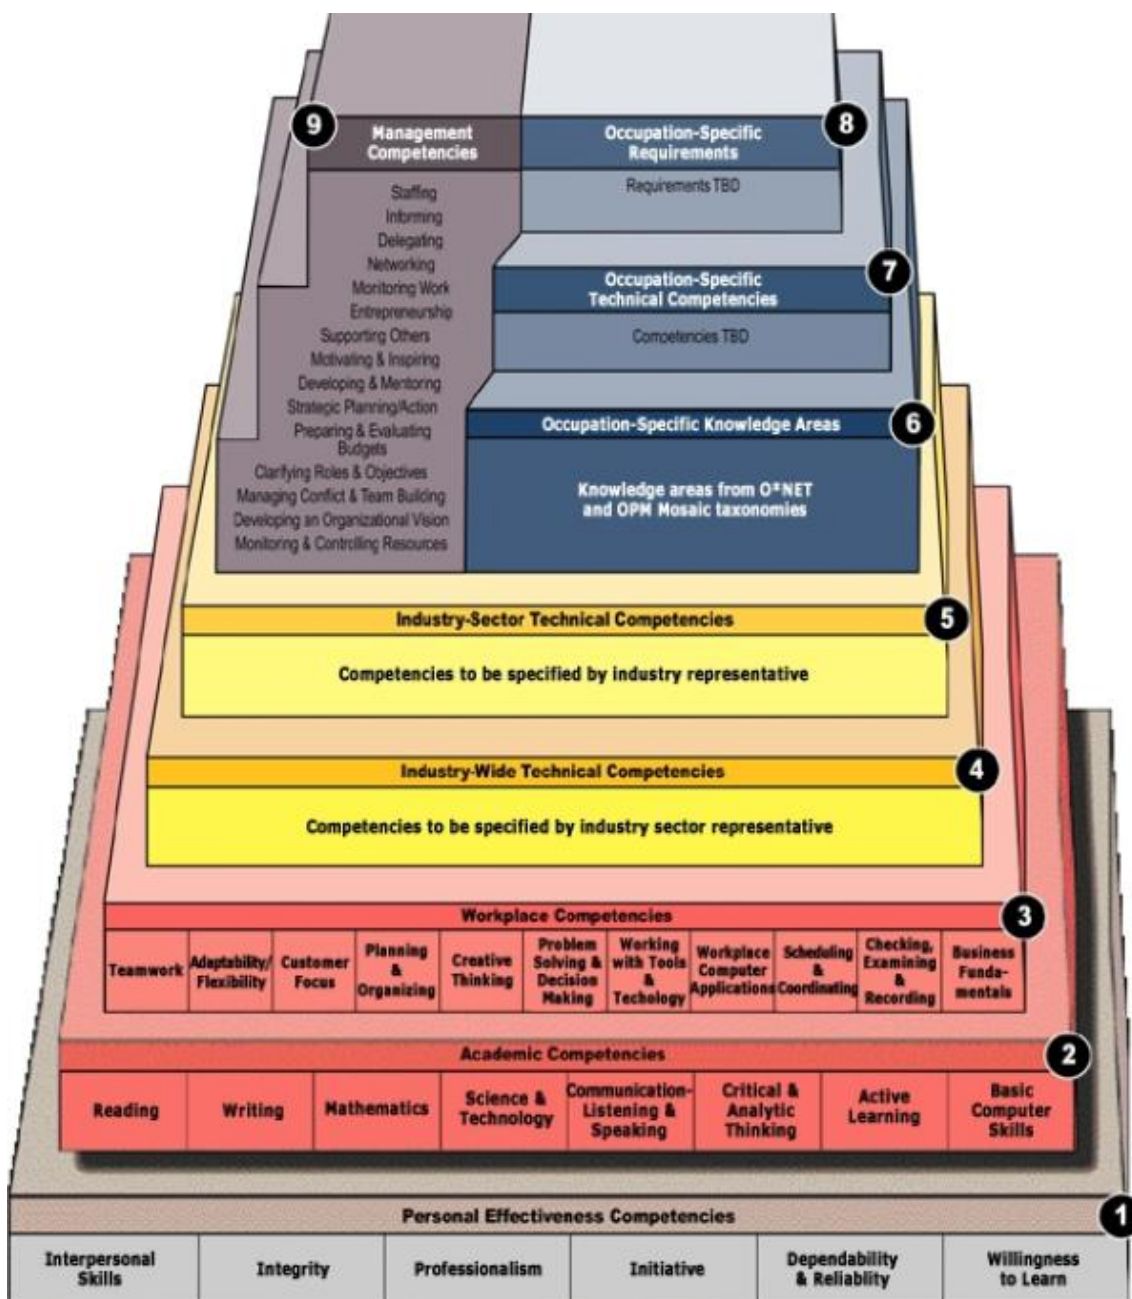 9
Management
Competencies
Occupation-Specific
Requirements
8
Staffing
Informing
Delegating
Networking
Monitoring Work
Entrepreneurship
Supporting Others
Motivating & Inspiring
Developing & Mentoring
Strategic Planning/Action
Preparing & Evaluating
Budgets
Clarifying Roles & Objectives
Managing Conflict & Team Building
Developing an Organizational Vision
Monitoring & Controlling Resources
Requirements TBD
Occupation-Specific
Technical Competencies
7
Competencies TBD
Occupation-Specific Knowledge Areas
6
Knowledge areas from O*NET
and OPM Mosaic taxonomies
Industry-Sector Technical Competencies
5
Competencies to be specified by industry representative
Industry-Wide Technical Competencies
4
Competencies to be specified by industry sector representative
Workplace Competencies
3
Teamwork
Adaptability/
Flexibility
Customer
Focus
Planning
&
Organizing
Creative
Thinking
Problem
Solving &
Decision
Making
Working
with Tools
&
Techology
Workplace
Computer
Applications
Scheduling
&
Coordinating
Checking,
Examining
&
Recording
Business
Funda-
mentals
Academic Competencies
2
Reading
Writing
Mathematics
Science &
Technology
Communication-
Listening &
Speaking
Critical &
Analytic
Thinking
Active
Learning
Basic
Computer
Skills
Personal Effectiveness Competencies
1
Interpersonal
Skills
Integrity
Professionalism
Initiative
Dependability
& Reliablity
Willingness
to Learn